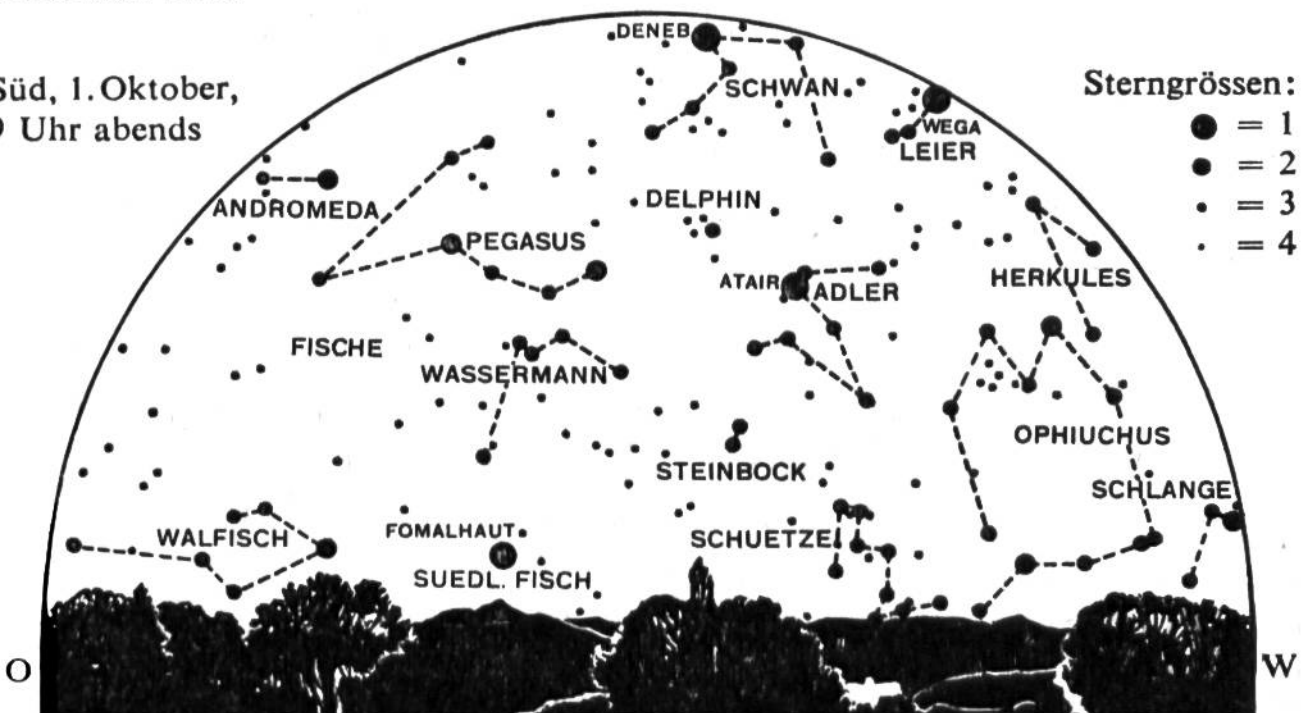 Süd, 1. Oktober,
Uhr abends
Sterngrössen:
= 1
= 2
= 3
= 4
DENEB
SCHWAN
WEGA
LEIER
ANDROMEDA
DELPHIN
PEGASUS
ATAIR
ADLER
HERKULES
FISCHE
WASSERMANN
OPHIUCHUS
STEINBOCK
SCHLANGE
WALFISCH
FOMALHAUT
SCHUETZE
SUEDL. FISCH
O
W